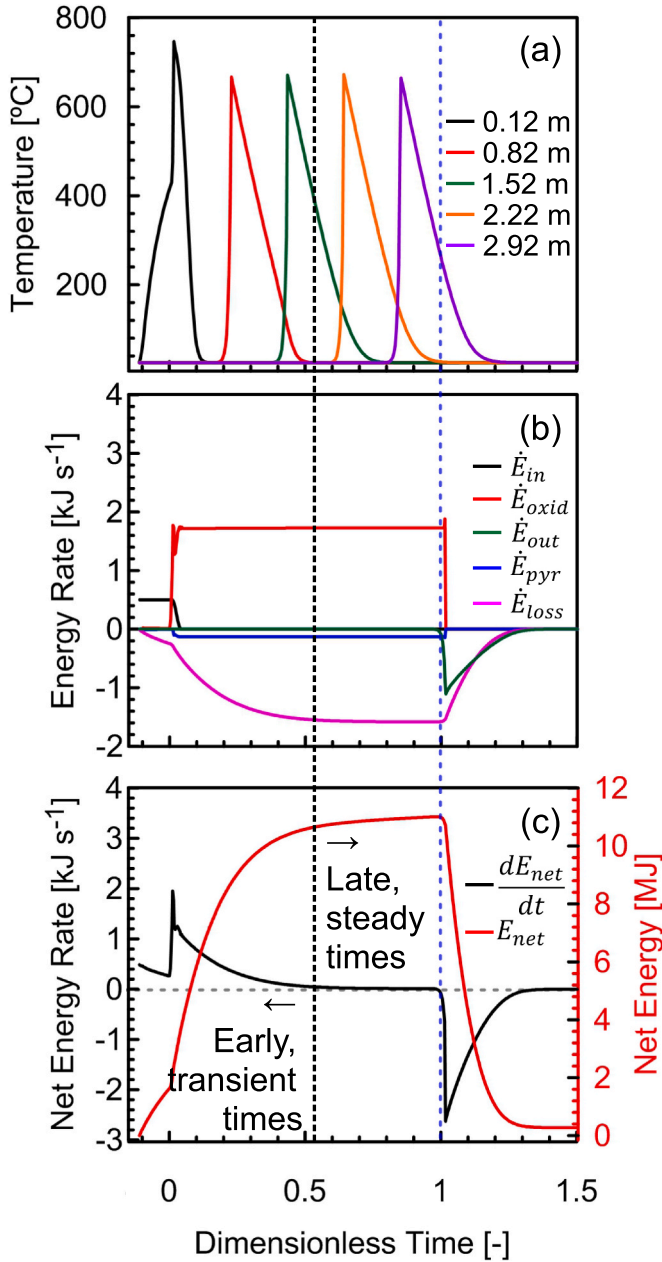 (a)
Temperature [ºC]
800
600
400
200
0.12 m
0.82 m
1.52 m
2.22 m
2.92 m
(b)
Energy Rate [kJ s-1]
4
3
2
1
0
-1
-2
Ėin
Ėoxid
Ėout
Ėpyr
Ėloss
(c)
Net Energy Rate [kJ s-1]
4
3
2
1
0
-1
-2
-3
→
Late,
steady
times
←
Early,
transient
times
dEnet
dt
Enet
12
10
8
6
4
2
0
Net Energy [MJ]
0
0.5
1
1.5
Dimensionless Time [-]